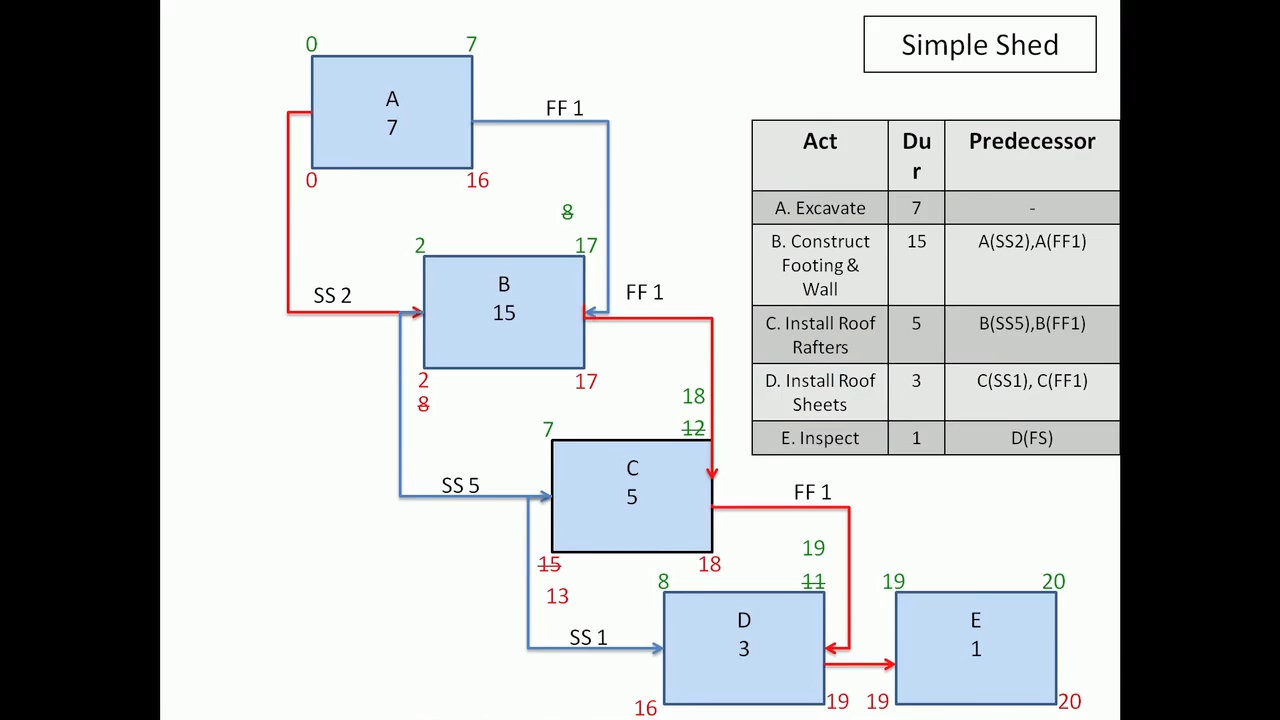 Simple Shed
0 7
A
7
FF 1
0 16
8
2 17
SS 2
B
15
FF 1
2 17
8
18
7 12
C
5
SS 5
FF 1
15 18
13
19
8 11 19 20
D
3
E
1
SS 1
16 19 19 20
Act Du Predecessor
r
A. Excavate 7 -
B. Construct 15 A(SS2),A(FF1)
Footing &
Wall
C. Install Roof 5 B(SS5),B(FF1)
Rafters
D. Install Roof 3 C(SS1), C(FF1)
Sheets
E. Inspect 1 D(FS)